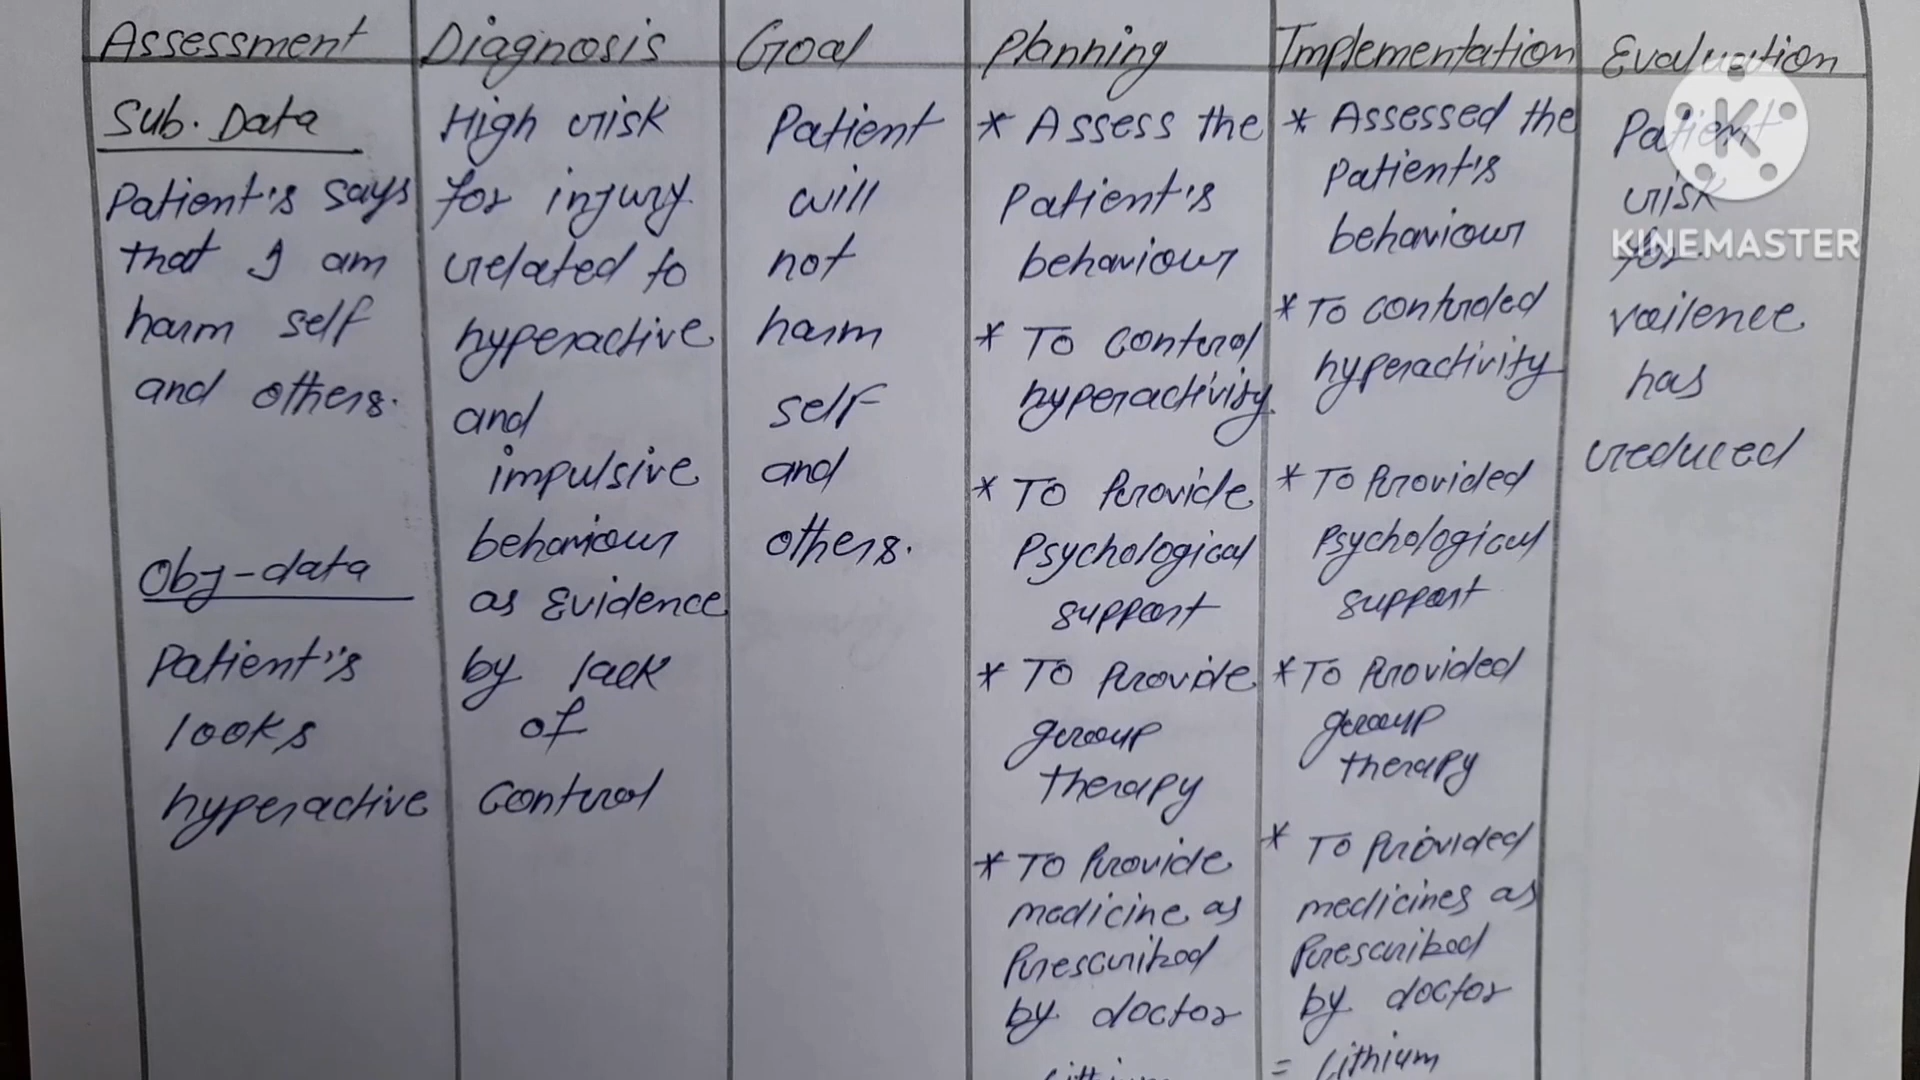 Assessment
Sub. Data
Patient's says
that I am
harm self
and others.
Obj-data
Patient's
looks
hyperactive
Diagnosis
High risk
for injury
related to
hyperactive
and
impulsive
behaviour
as Evidence
by lack
of
control
Goal
Patient
will
not
harm
self
and
others.
Planning
* Assess the
Patient's
behaviour
* To control
hyperactivity.
* To Provide
Psychological
support
* To Provide
group
therapy
* To Provide
medicine as
Prescribed
by doctor
Lithium
Implementation
* Assessed the
Patient's
behaviour
* To controled
hyperactivity
* To Provided
Psychological
support
* To Provided
group
therapy
* To Provided
medicines as
Prescribed
by doctor
= Lithium
Evaluation
Patient
risk
for
vailence
has
reduced
K
KINEMASTER